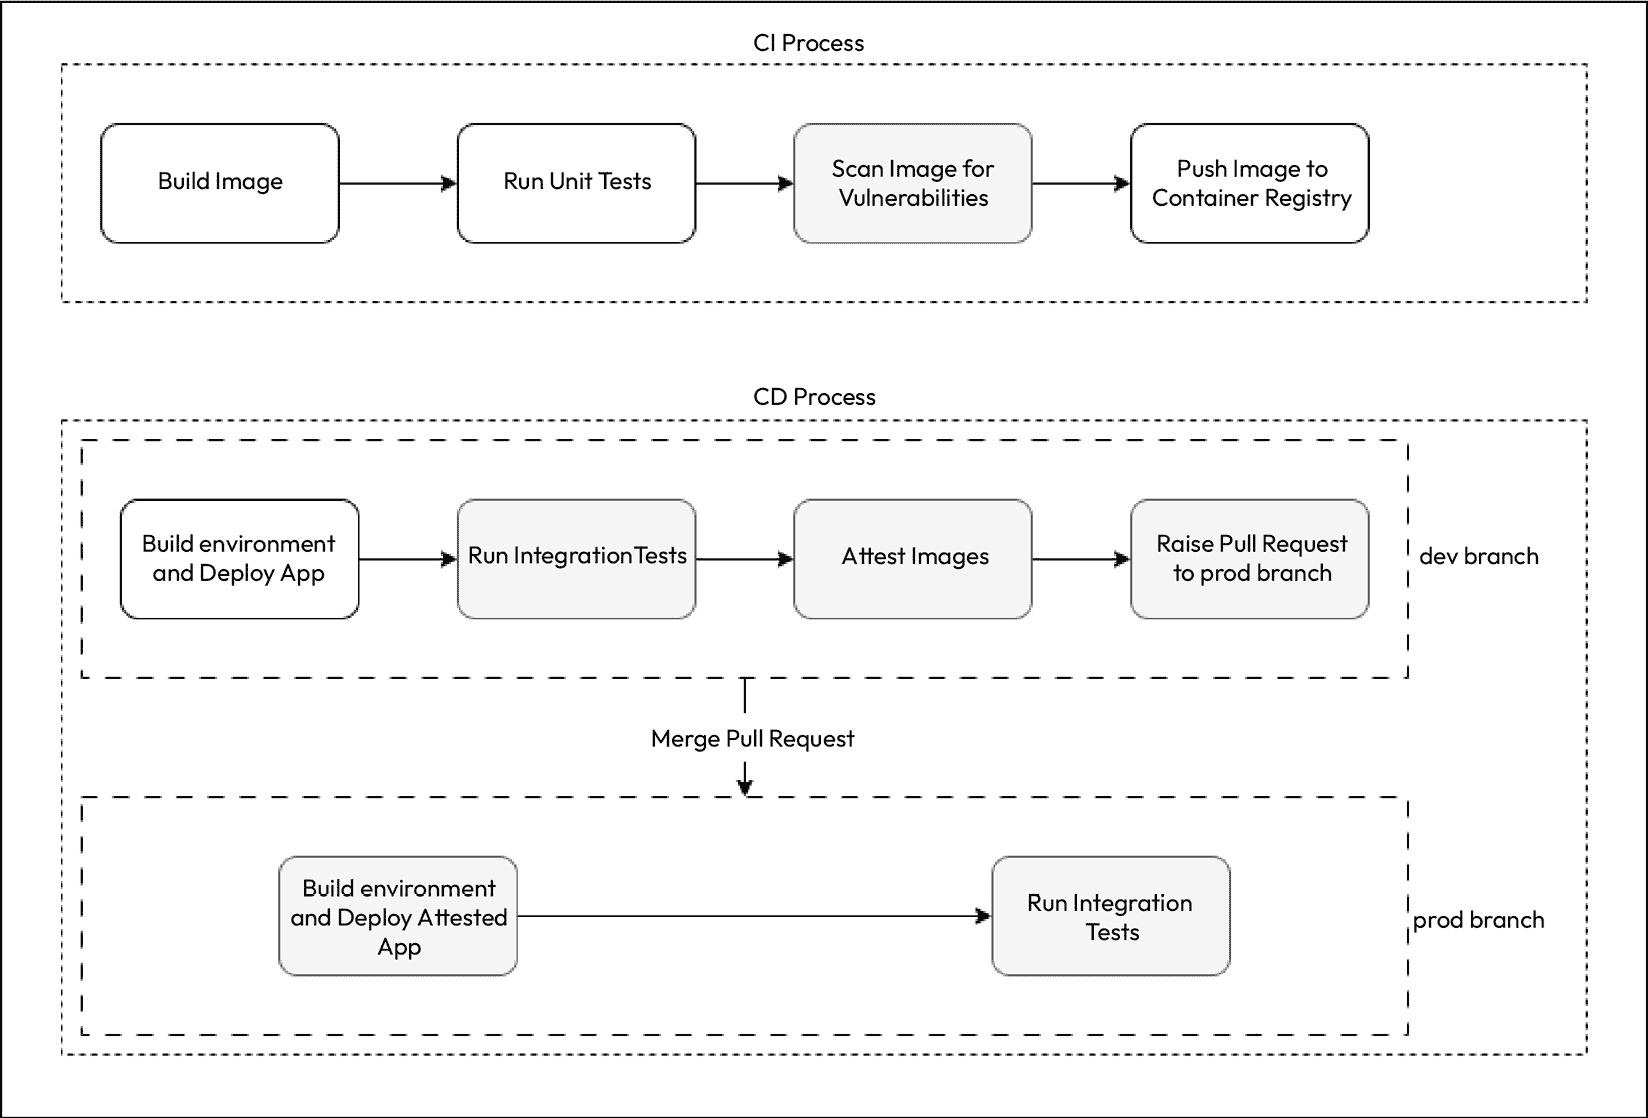 CI Process
Build Image
Run Unit Tests
Scan Image for
Vulnerabilities
Push Image to
Container Registry
CD Process
Build environment
and Deploy App
Run IntegrationTests
Attest Images
Raise Pull Request
to prod branch
dev branch
Merge Pull Request
Build environment
and Deploy Attested
App
Run Integration
Tests
prod branch